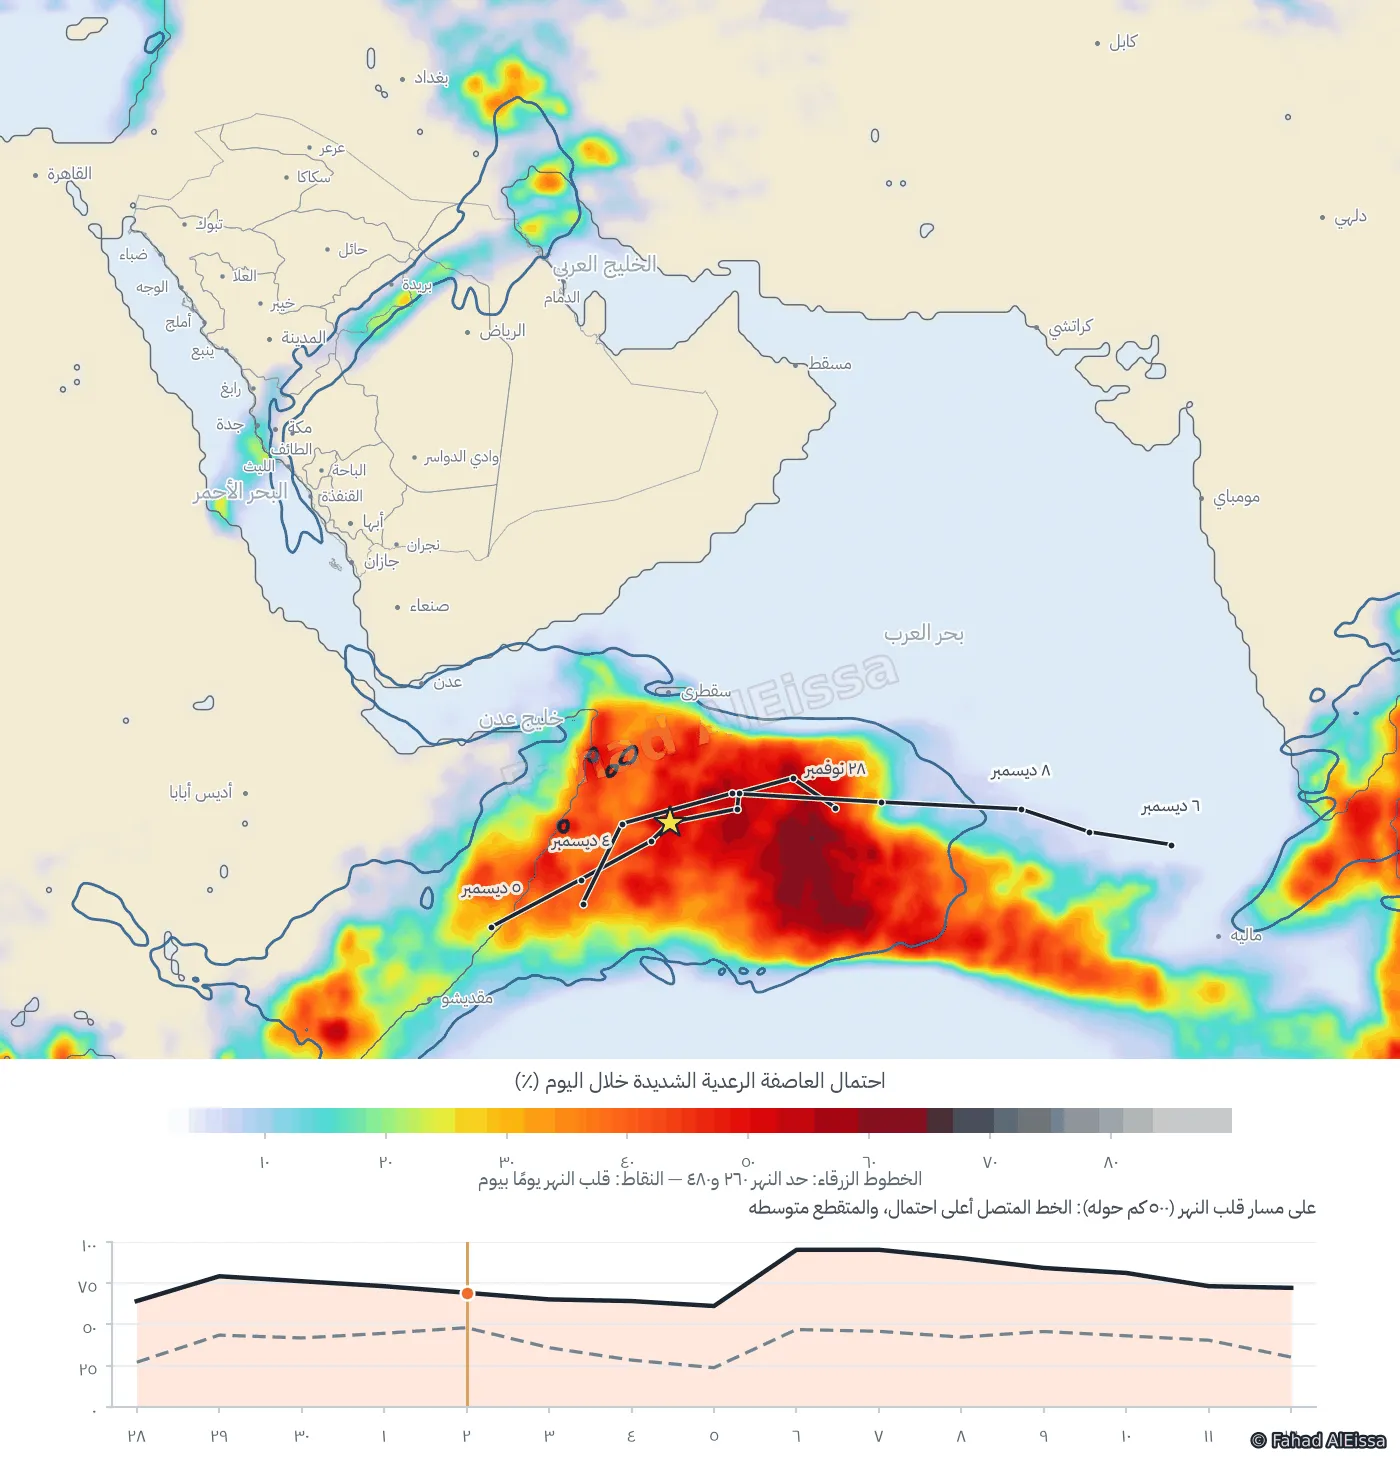 كابل
بغداد
عرعر
القاهرة
سكاكا
دلهي
تبوك
حائل
ضباء
الخليج العربي
العلا
بريدة
الوجه
الدمام
خيبر
أملج
كراتشي
الرياض
المدينة
ينبع
مسقط
رابغ
جدة
مكة
الطائف
وادي الدواسر
الليث
الباحة
البحر الأحمر
القنفذة
مومباي
أبها
نجران
جازان
صنعاء
بحر العرب
عدن
سقطرى
Fahad AlEissa
خليج عدن
٢٨ نوفمبر
٨ ديسمبر
أديس أبابا
٦ ديسمبر
٤ ديسمبر
٥ ديسمبر
ماليه
مقديشو
احتمال العاصفة الرعدية الشديدة خلال اليوم (٪)
١٠ ٢٠ ٣٠ ٤٠ ٥٠ ٦٠ ٧٠ ٨٠
الخطوط الزرقاء: حد النهر ٢٦٠ و٤٨٠ — النقاط: قلب النهر يومًا بيوم
على مسار قلب النهر (٥٠٠ كم حوله): الخط المتصل أعلى احتمال، والمتقطع متوسطه
١٠٠
٧٥
٥٠
٢٥
٠
٢٨ ٢٩ ٣٠ ١ ٢ ٣ ٤ ٥ ٦ ٧ ٨ ٩ ١٠ ١١
© Fahad AlEissa